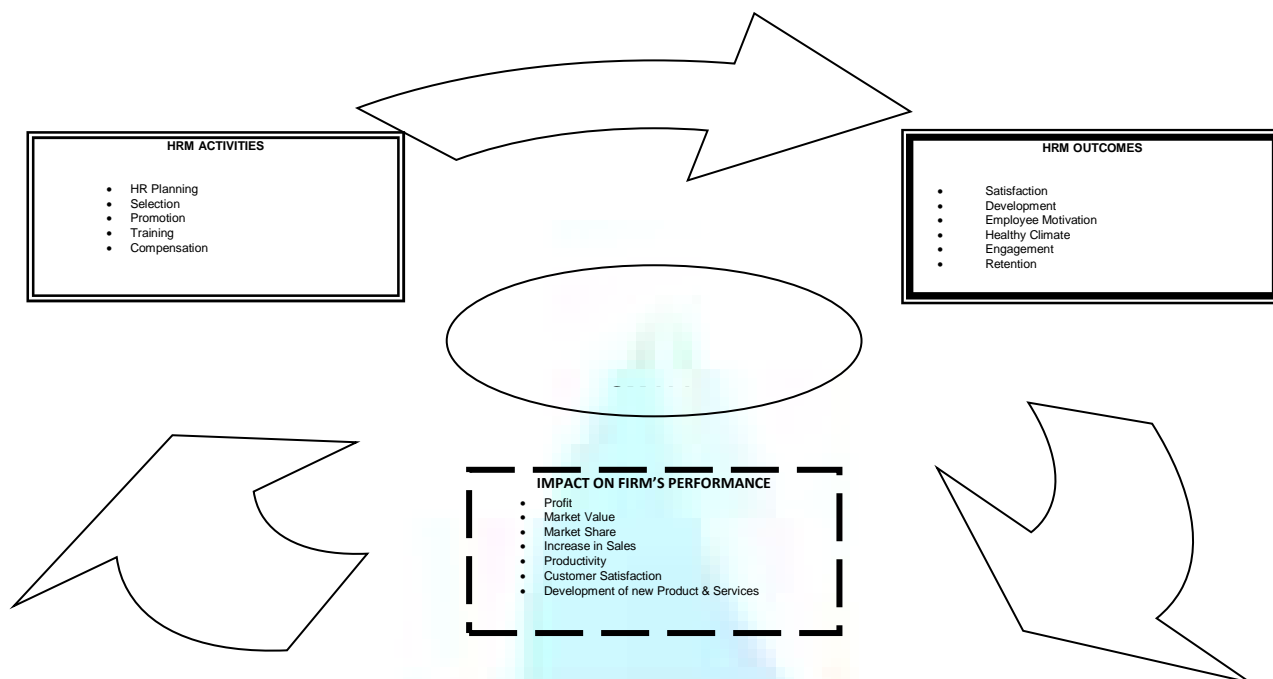 HRM ACTIVITIES
• HR Planning
• Selection
• Promotion
• Training
• Compensation
HRM OUTCOMES
• Satisfaction
• Development
• Employee Motivation
• Healthy Climate
• Engagement
• Retention
IMPACT ON FIRM'S PERFORMANCE
• Profit
• Market Value
• Market Share
• Increase in Sales
• Productivity
• Customer Satisfaction
• Development of new Product & Services